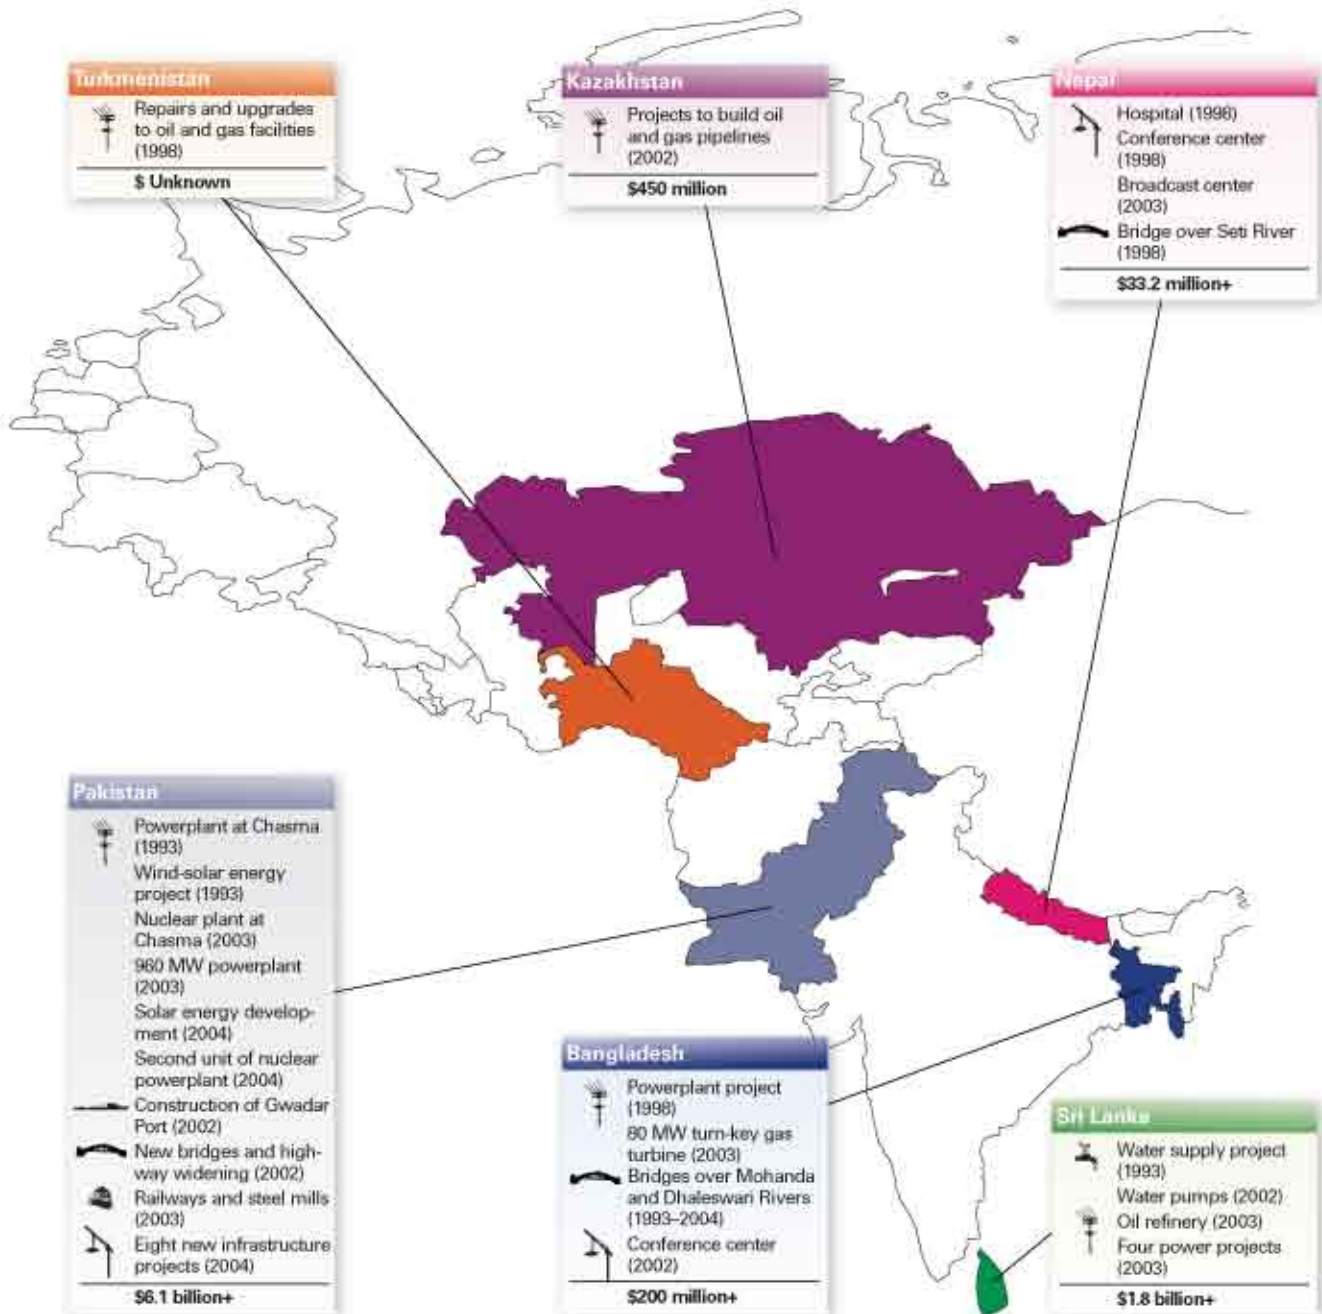 Turkmenistan
Repairs and upgrades
to oil and gas facilities
(1998)
$ Unknown
Kazakhstan
Projects to build oil
and gas pipelines
(2002)
$450 million
Nepal
Hospital (1998)
Conference center
(1998)
Broadcast center
(2003)
Bridge over Seti River
(1998)
$33.2 million+
Pakistan
Powerplant at Chasma
(1993)
Wind-solar energy
project (1993)
Nuclear plant at
Chasma (2003)
960 MW powerplant
(2003)
Solar energy develop-
ment (2004)
Second unit of nuclear
powerplant (2004)
Construction of Gwadar
Port (2002)
New bridges and high-
way widening (2002)
Railways and steel mills
(2003)
Eight new infrastructure
projects (2004)
$6.1 billion+
Bangladesh
Powerplant project
(1998)
80 MW turn-key gas
turbine (2003)
Bridges over Mohanda
and Dhaleswari Rivers
(1993–2004)
Conference center
(2002)
$200 million+
Sri Lanka
Water supply project
(1993)
Water pumps (2002)
Oil refinery (2003)
Four power projects
(2003)
$1.8 billion+